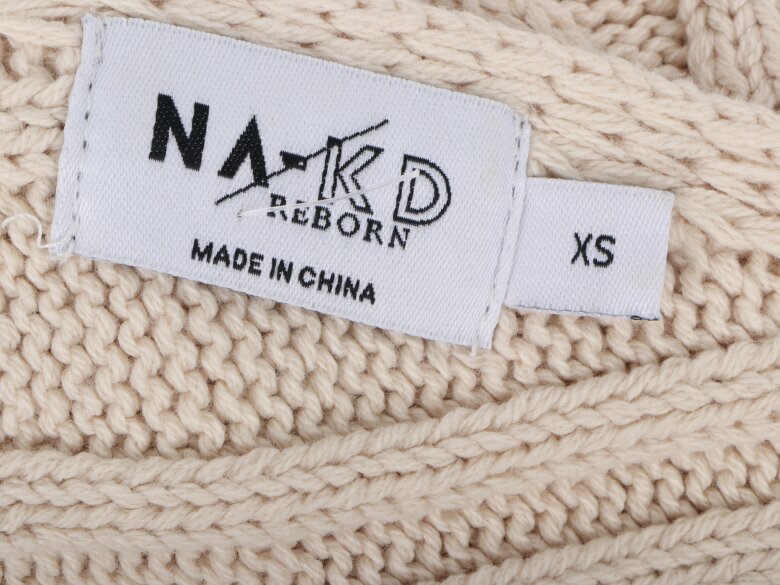 NA-KD
REBORN
MADE IN CHINA
XS